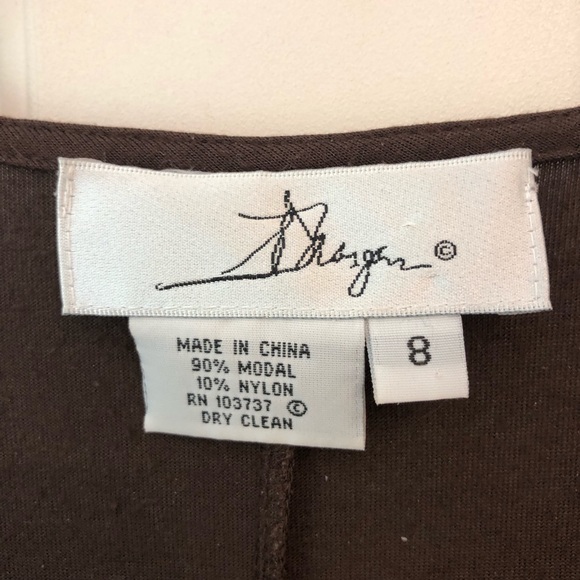 ©
MADE IN CHINA
90% MODAL
10% NYLON
RN 103737 ©
DRY CLEAN
8